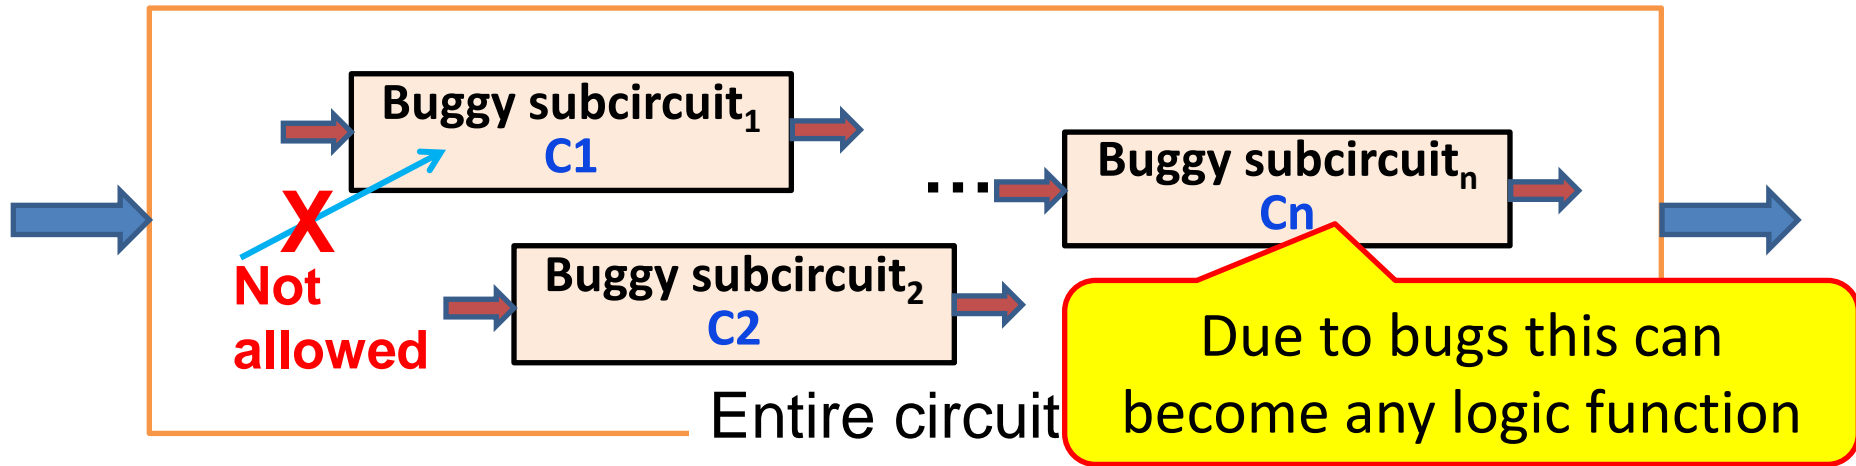 Buggy subcircuit1
C1
...
Buggy subcircuitn
Cn
X
Not
allowed
Buggy subcircuit2
C2
Due to bugs this can
become any logic function
Entire circuit